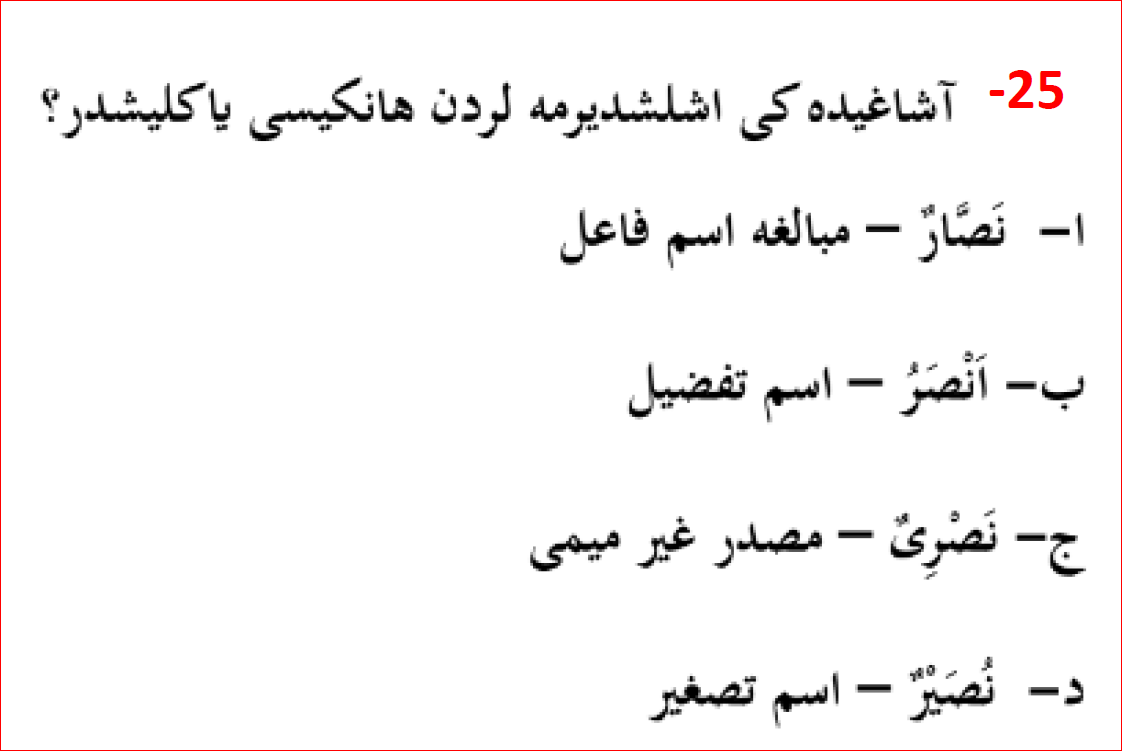 25- آشاغیده کی اشلشدیرمه لردن هانکیسی یاکلیشدر؟
ا- نَصَّارٌ – مبالغه اسم فاعل
ب- اَنْصَرُ – اسم تفضیل
ج- نَصْرِىٌّ – مصدر غیر میمی
د- نُصَيْرٌ – اسم تصغیر